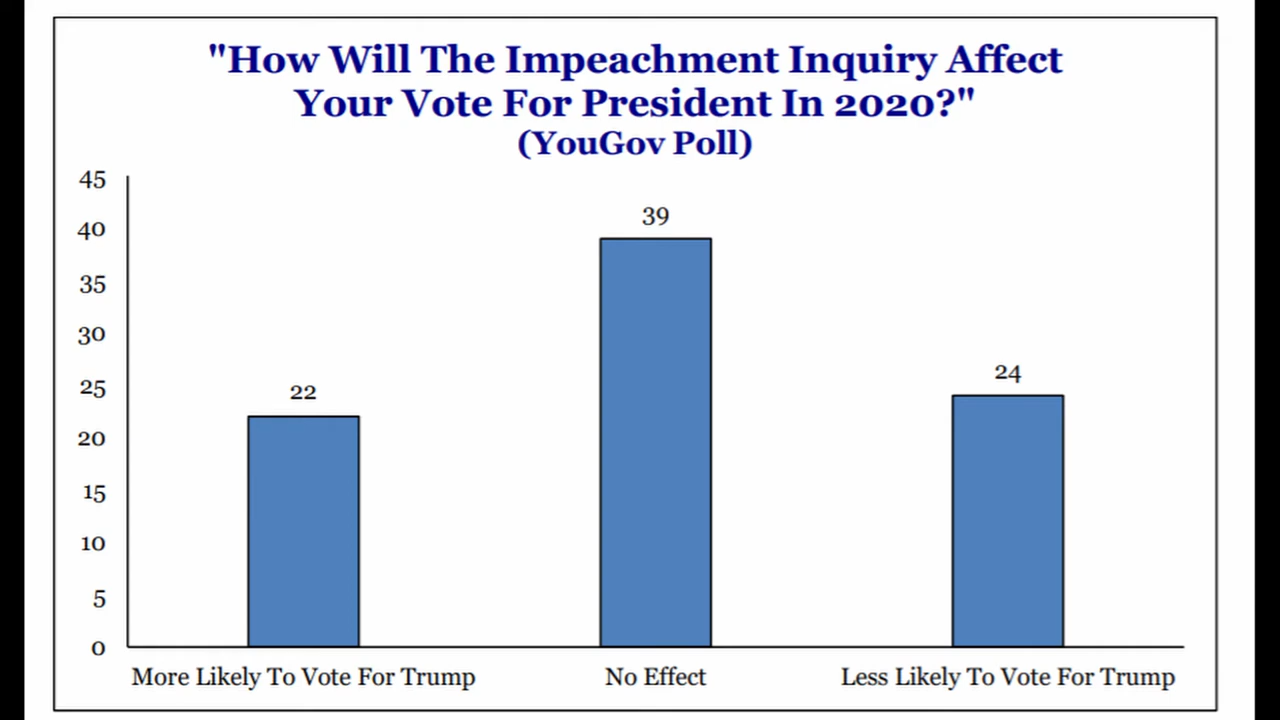 "How Will The Impeachment Inquiry Affect
Your Vote For President In 2020?"
(YouGov Poll)
45
40
35
30
25
20
15
10
5
0
22
39
24
More Likely To Vote For Trump
No Effect
Less Likely To Vote For Trump